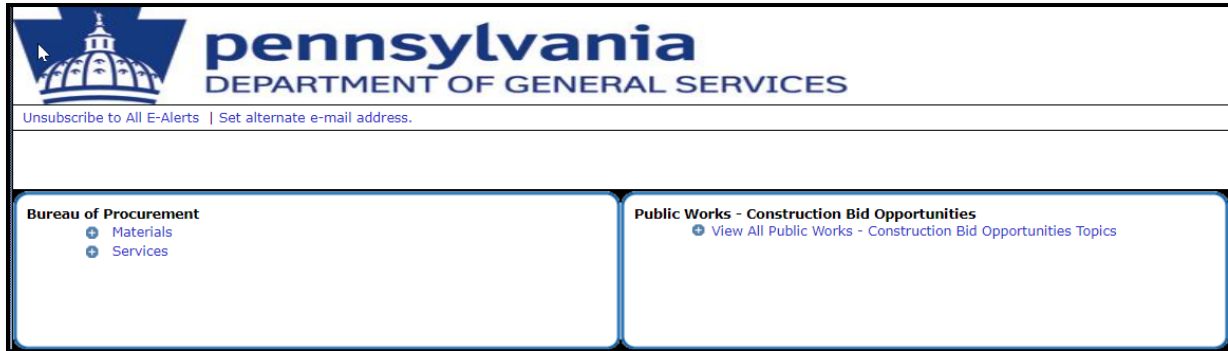 pennsylvania
DEPARTMENT OF GENERAL SERVICES
Unsubscribe to All E-Alerts | Set alternate e-mail address.
Bureau of Procurement
Materials
Services
Public Works - Construction Bid Opportunities
View All Public Works - Construction Bid Opportunities Topics